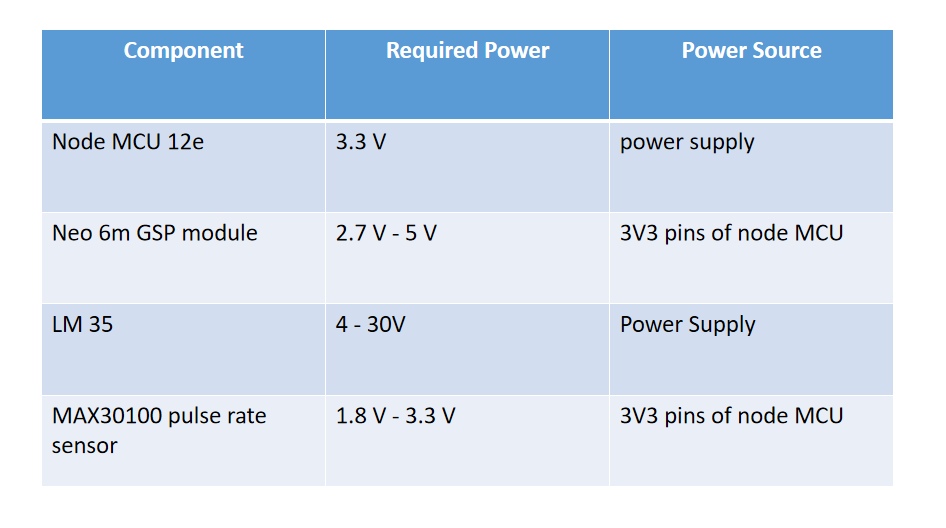 Component Required Power Power Source
Node MCU 12e 3.3 V power supply
Neo 6m GSP module 2.7 V - 5 V 3V3 pins of node MCU
LM 35 4 - 30V Power Supply
MAX30100 pulse rate 1.8 V - 3.3 V 3V3 pins of node MCU
sensor